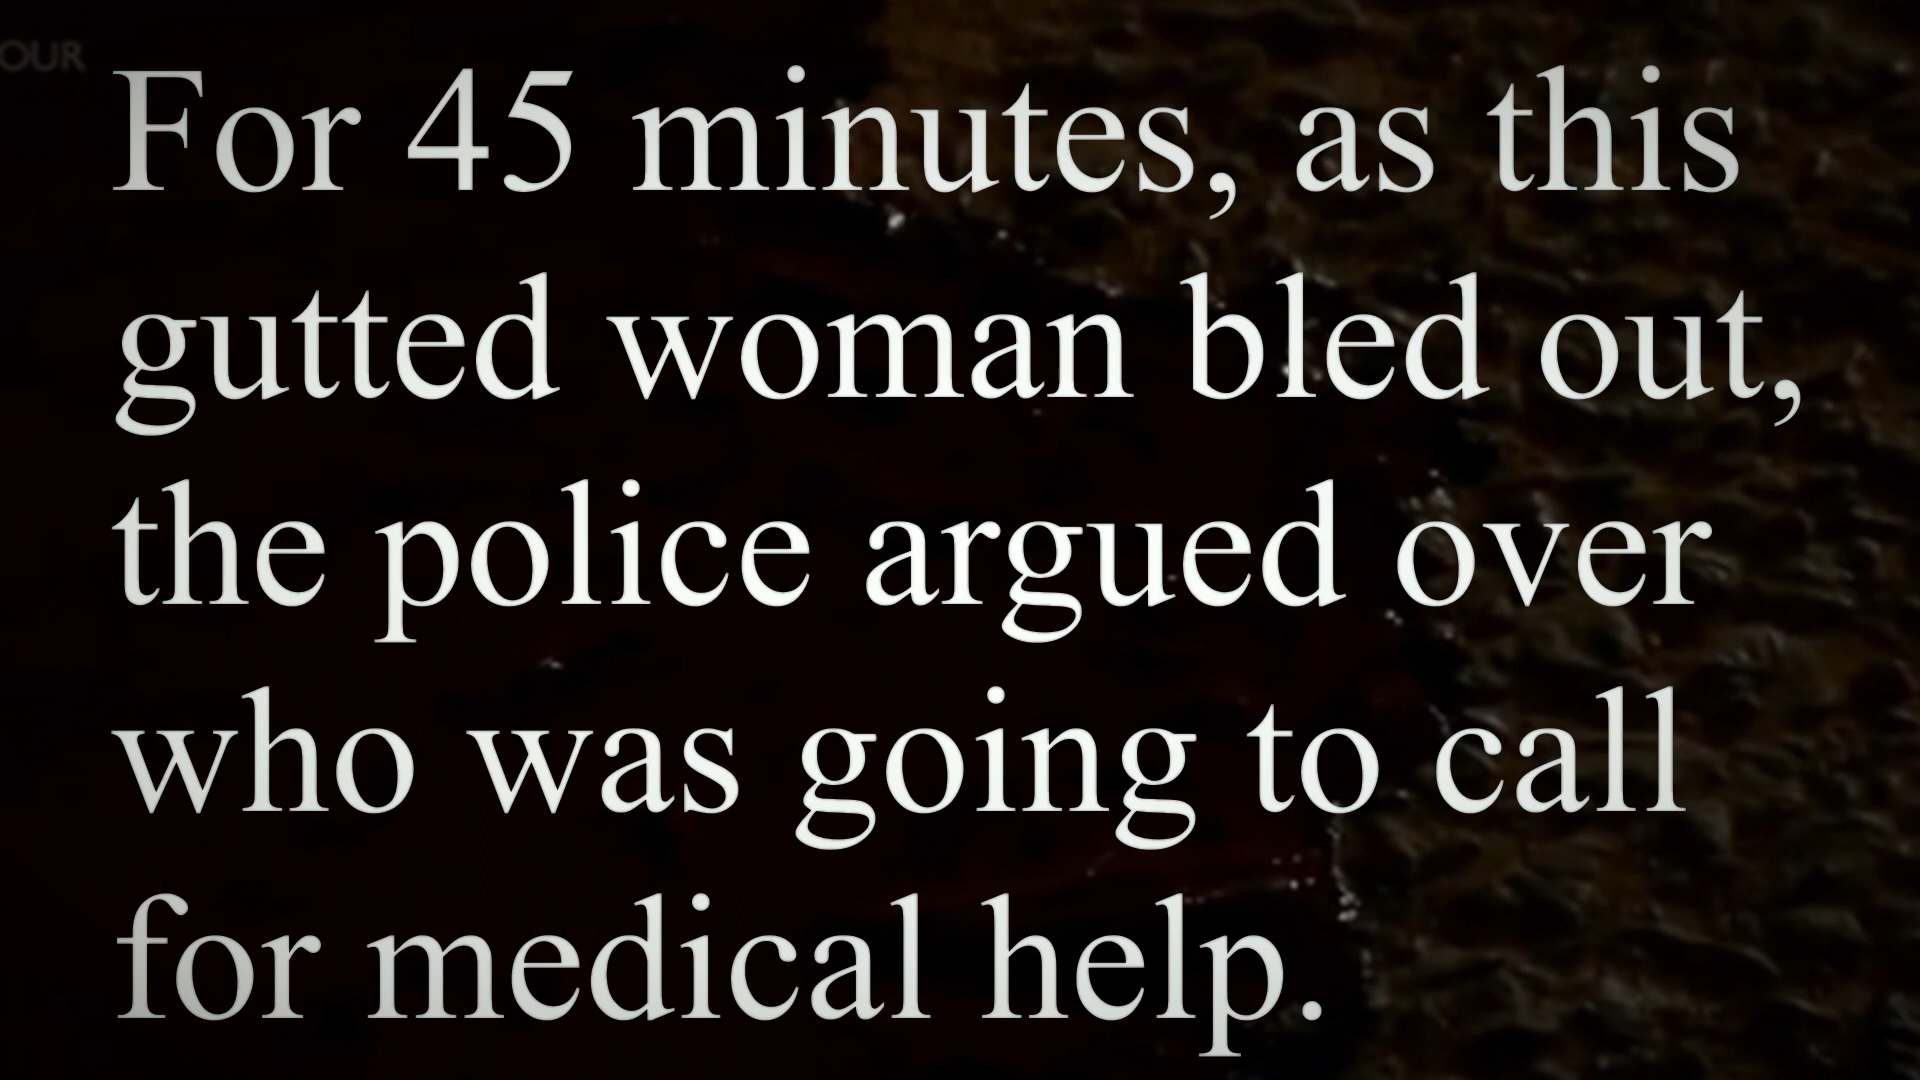 OUR
For 45 minutes, as this
gutted woman bled out,
the police argued over
who was going to call
for medical help.